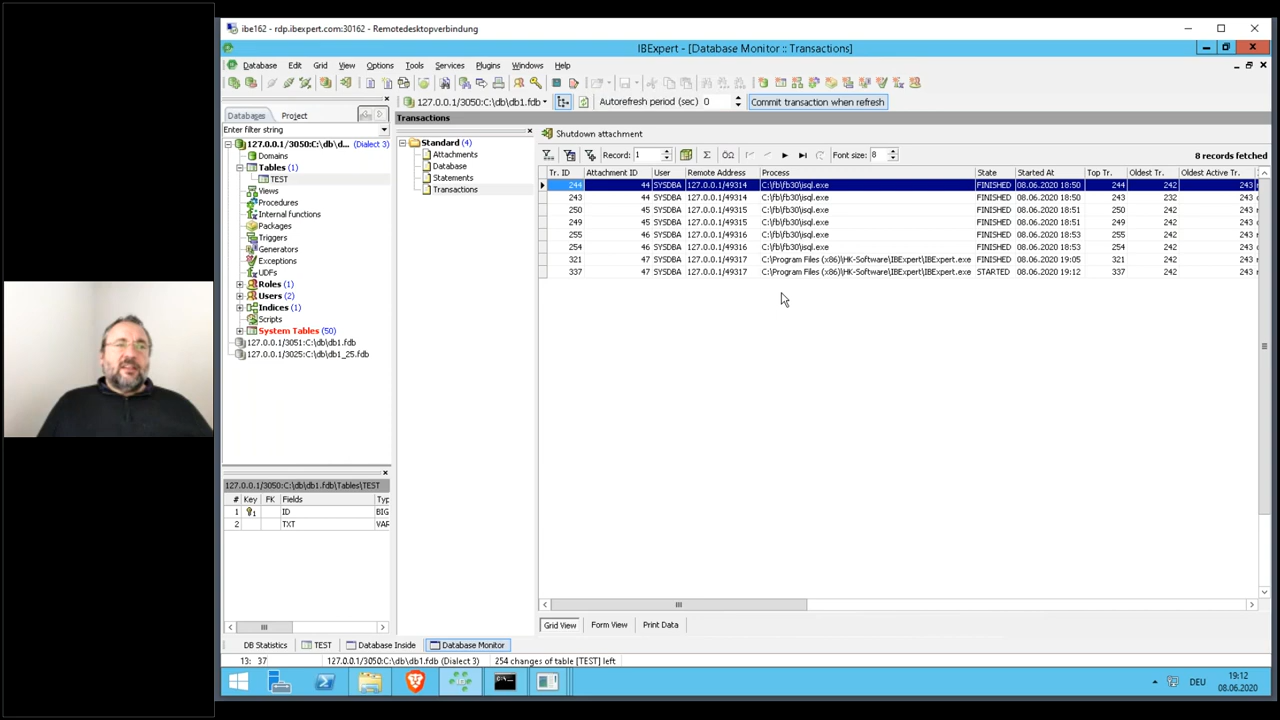 ibe162 - rdp.ibexpert.com:30162 - Remotedesktopverbindung
IBExpert - [Database Monitor :: Transactions]
Database Edit Grid View Options Tools Services Plugins Windows Help
127.0.0.1/3050:C:\db\db1.fdb Autorefresh period (sec) 0 Commit transaction when refresh
Databases Project
Enter filter string
127.0.0.1/3050:C:\db\d... (Dialect 3)
Domains
Tables (1)
TEST
Views
Procedures
Internal functions
Packages
Triggers
Generators
Exceptions
UDFs
Roles (1)
Users (2)
Indices (1)
Scripts
System Tables (50)
127.0.0.1/3051:C:\db\db1.fdb
127.0.0.1/3025:C:\db\db1_25.fdb
127.0.0.1/3050:C:\db\db1.fdb\Tables\TEST
# Key FK Fields Typ
1 1 ID BIG
2 TXT VAR
Transactions
Standard (4)
Attachments
Database
Statements
Transactions
Shutdown attachment
Record: 1 Σ Font size: 8 8 records fetched
Tr. ID Attachment ID User Remote Address Process State Started At Top Tr. Oldest Tr. Oldest Active Tr.
244 44 SYSDBA 127.0.0.1/49314 C:\fb\fb30\isql.exe FINISHED 08.06.2020 18:50 244 242 243
243 44 SYSDBA 127.0.0.1/49314 C:\fb\fb30\isql.exe FINISHED 08.06.2020 18:50 243 232 243
250 45 SYSDBA 127.0.0.1/49315 C:\fb\fb30\isql.exe FINISHED 08.06.2020 18:51 250 242 243
249 45 SYSDBA 127.0.0.1/49315 C:\fb\fb30\isql.exe FINISHED 08.06.2020 18:51 249 242 243
255 46 SYSDBA 127.0.0.1/49316 C:\fb\fb30\isql.exe FINISHED 08.06.2020 18:53 255 242 243
254 46 SYSDBA 127.0.0.1/49316 C:\fb\fb30\isql.exe FINISHED 08.06.2020 18:53 254 242 243
321 47 SYSDBA 127.0.0.1/49317 C:\Program Files (x86)\HK-Software\IBExpert\IBExpert.exe FINISHED 08.06.2020 19:05 321 242 243
337 47 SYSDBA 127.0.0.1/49317 C:\Program Files (x86)\HK-Software\IBExpert\IBExpert.exe STARTED 08.06.2020 19:12 337 242 243
Grid View Form View Print Data
DB Statistics TEST Database Inside Database Monitor
13: 37 127.0.0.1/3050:C:\db\db1.fdb (Dialect 3) 254 changes of table [TEST] left
DEU 19:12
08.06.2020